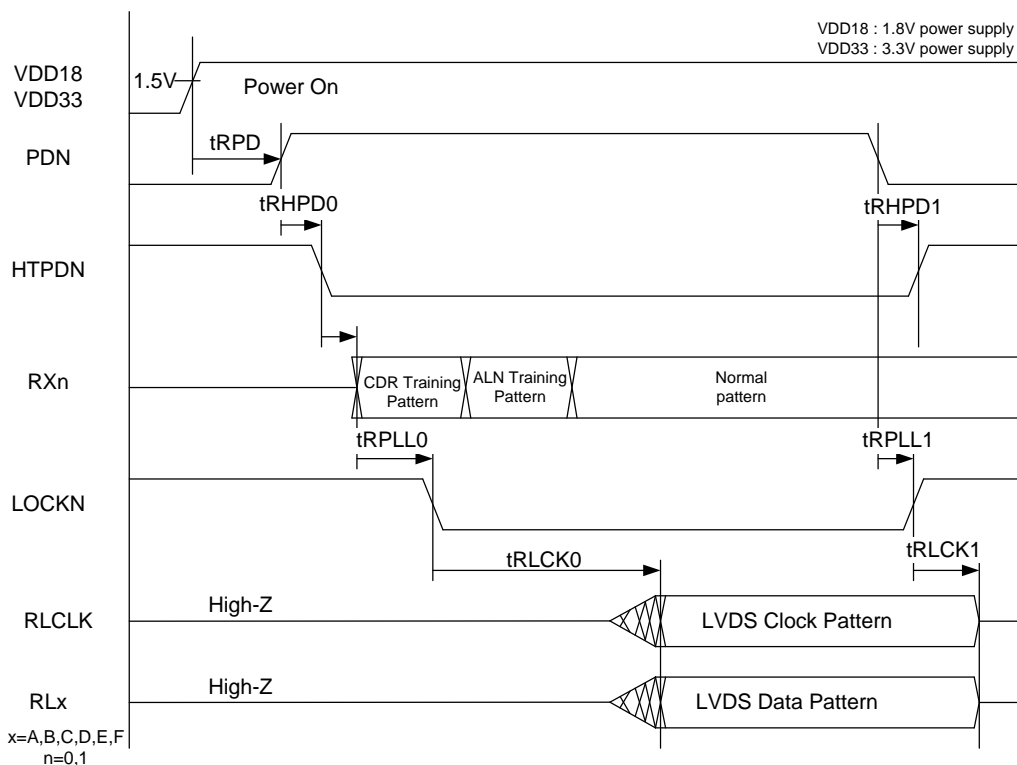 VDD18 : 1.8V power supply
VDD33 : 3.3V power supply
VDD18
VDD33
1.5V
Power On
tRPD
PDN
tRHPD0
tRHPD1
HTPDN
RXn
CDR Training
Pattern
ALN Training
Pattern
Normal
pattern
tRPLL0
tRPLL1
LOCKN
tRLCK0
tRLCK1
RLCLK
High-Z
LVDS Clock Pattern
RLx
High-Z
LVDS Data Pattern
x=A,B,C,D,E,F
n=0,1